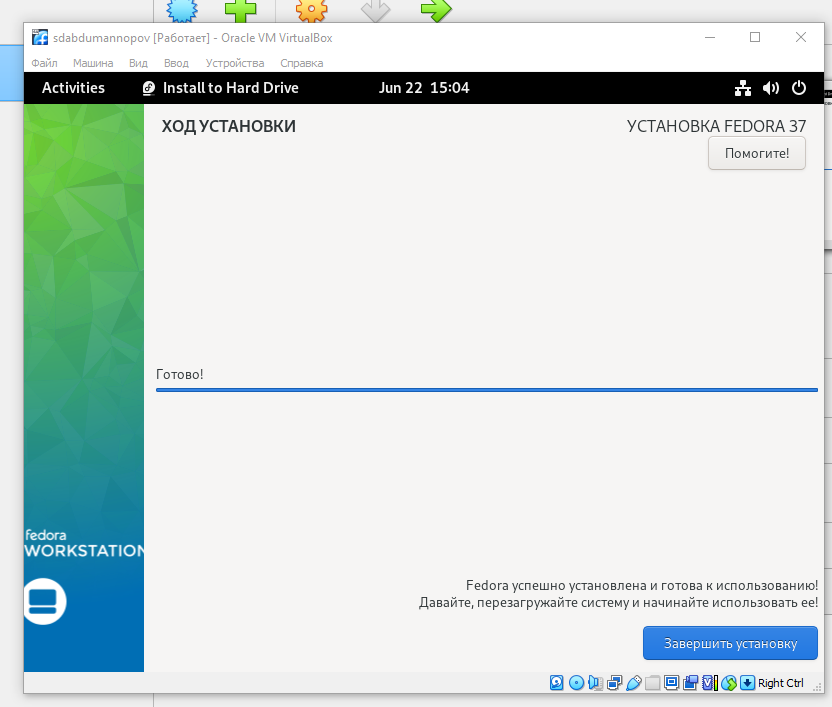 sdabdumannopov [Работает] - Oracle VM VirtualBox
Файл Машина Вид Ввод Устройства Справка
Activities Install to Hard Drive Jun 22 15:04
ХОД УСТАНОВКИ УСТАНОВКА FEDORA 37
Помогите!
Готово!
fedora
WORKSTATION
Fedora успешно установлена и готова к использованию!
Давайте, перезагружайте систему и начинайте использовать ее!
Завершить установку
Right Ctrl